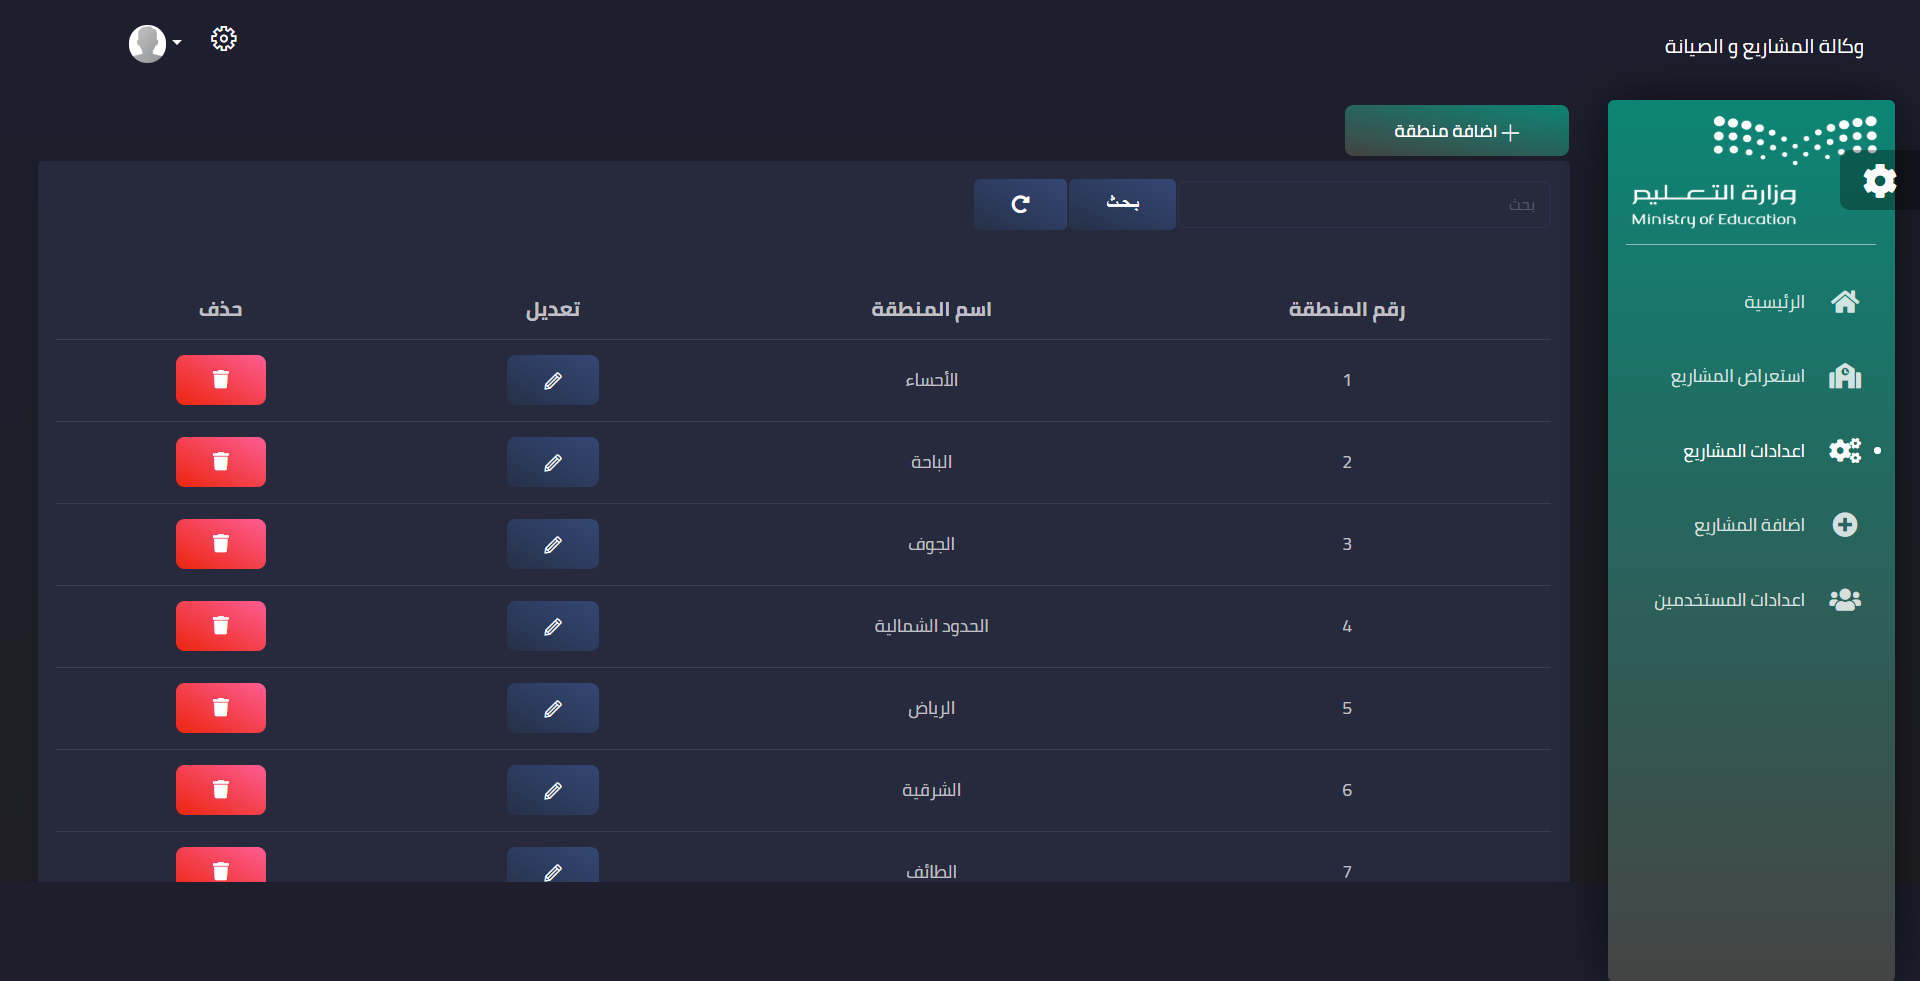 وكالة المشاريع و الصيانة
وزارة التعليم
Ministry of Education
الرئيسية
استعراض المشاريع
اعدادات المشاريع
اضافة المشاريع
اعدادات المستخدمين
اضافة منطقة
بحث
بحث
رقم المنطقة اسم المنطقة تعديل حذف
1 الأحساء
2 الباحة
3 الجوف
4 الحدود الشمالية
5 الرياض
6 الشرقية
7 الطائف